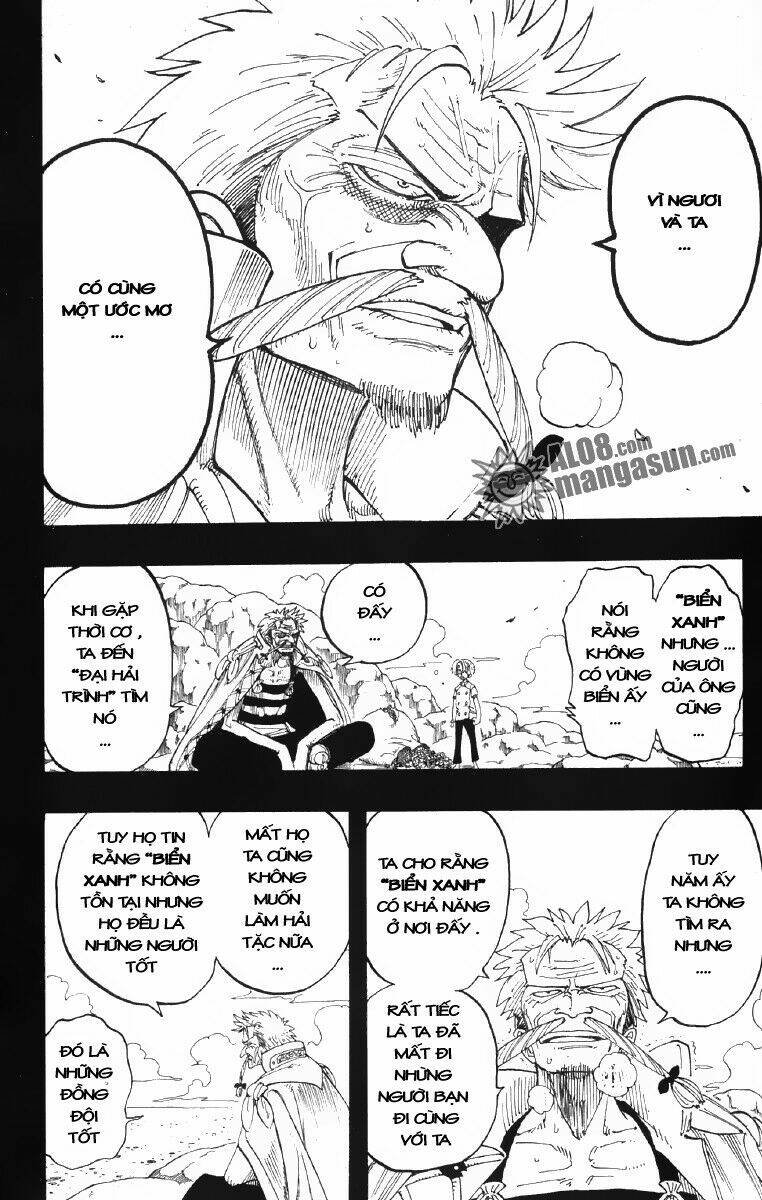 VÌ NGƯƠI
VÀ TA
...
CÓ CÙNG
MỘT ƯỚC MƠ
...
AL08.com
mangasun.com
"BIỂN
XANH"
NHƯNG ...
NGƯỜI
CỦA ÔNG
CŨNG
...
NÓI
RẰNG
KHÔNG
CÓ VÙNG
BIỂN ẤY
...
CÓ
ĐẤY
...
KHI GẶP
THỜI CƠ ,
TA ĐẾN
"ĐẠI HẢI
TRÌNH" TÌM
NÓ
...
TUY
NĂM ẤY
TA KHÔNG
TÌM RA
NHƯNG
....
TA CHO RẰNG
"BIỂN XANH"
CÓ KHẢ NĂNG
Ở NƠI ĐẤY .
RẤT TIẾC
LÀ TA ĐÃ
MẤT ĐI
NHỮNG
NGƯỜI BẠN
ĐI CÙNG
VỚI TA
MẤT HỌ
TA CŨNG
KHÔNG
MUỐN
LÀM HẢI
TẶC NỮA
...
TUY HỌ TIN
RẰNG "BIỂN
XANH" KHÔNG
TỒN TẠI NHƯNG
HỌ ĐỀU LÀ
NHỮNG NGƯỜI
TỐT
ĐÓ LÀ
NHỮNG
ĐỒNG
ĐỘI
TỐT